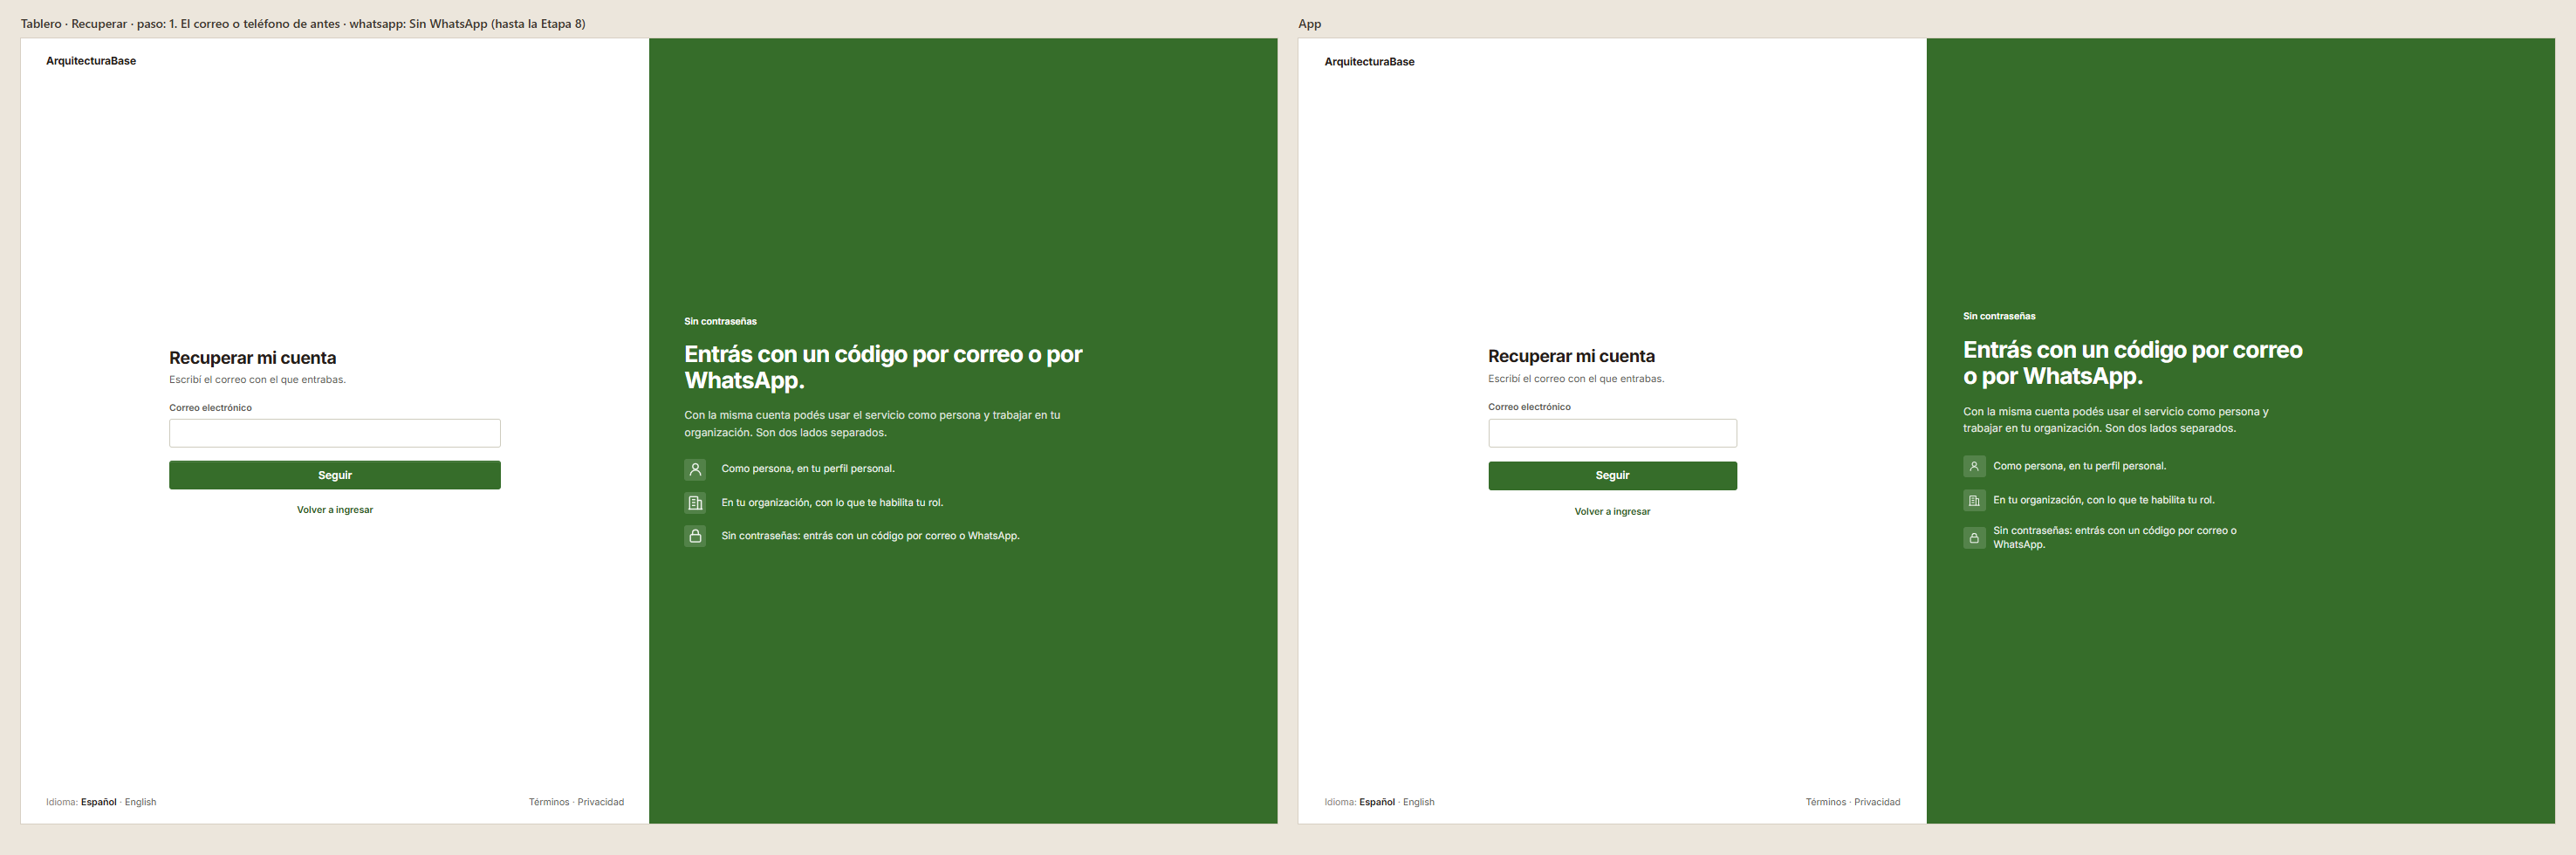 Tablero · Recuperar · paso: 1. El correo o teléfono de antes · whatsapp: Sin WhatsApp (hasta la Etapa 8)
ArquitecturaBase
Recuperar mi cuenta
Escribí el correo con el que entrabas.
Correo electrónico
Seguir
Volver a ingresar
Idioma: Español · English
Términos · Privacidad
Sin contraseñas
Entrás con un código por correo o por
WhatsApp.
Con la misma cuenta podés usar el servicio como persona y trabajar en tu
organización. Son dos lados separados.
Como persona, en tu perfil personal.
En tu organización, con lo que te habilita tu rol.
Sin contraseñas: entrás con un código por correo o WhatsApp.
App
ArquitecturaBase
Recuperar mi cuenta
Escribí el correo con el que entrabas.
Correo electrónico
Seguir
Volver a ingresar
Idioma: Español · English
Términos · Privacidad
Sin contraseñas
Entrás con un código por correo
o por WhatsApp.
Con la misma cuenta podés usar el servicio como persona y
trabajar en tu organización. Son dos lados separados.
Como persona, en tu perfil personal.
En tu organización, con lo que te habilita tu rol.
Sin contraseñas: entrás con un código por correo o
WhatsApp.